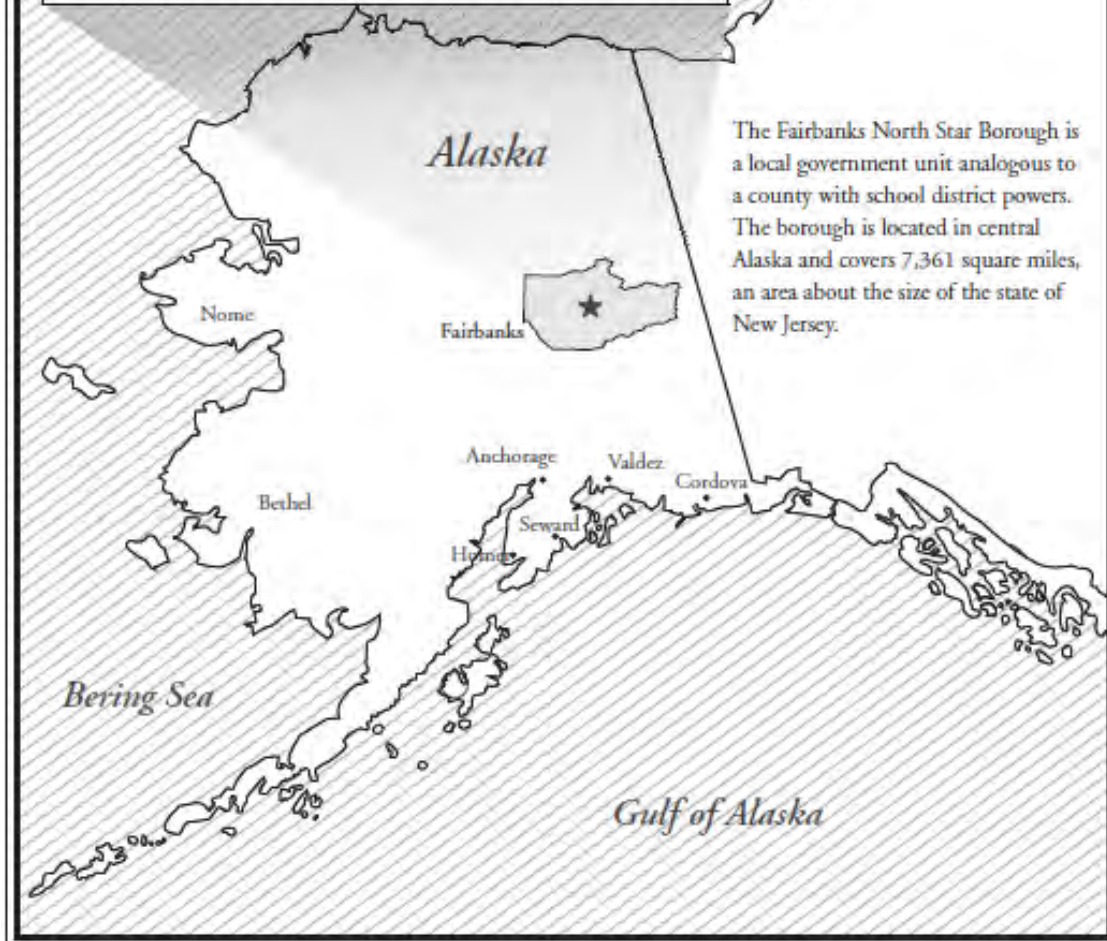 Alaska
The Fairbanks North Star Borough is
a local government unit analogous to
a county with school district powers.
The borough is located in central
Alaska and covers 7,361 square miles,
an area about the size of the state of
New Jersey.
Nome
Fairbanks
Anchorage
Valdez
Cordova
Bethel
Seward
Homer
Bering Sea
Gulf of Alaska